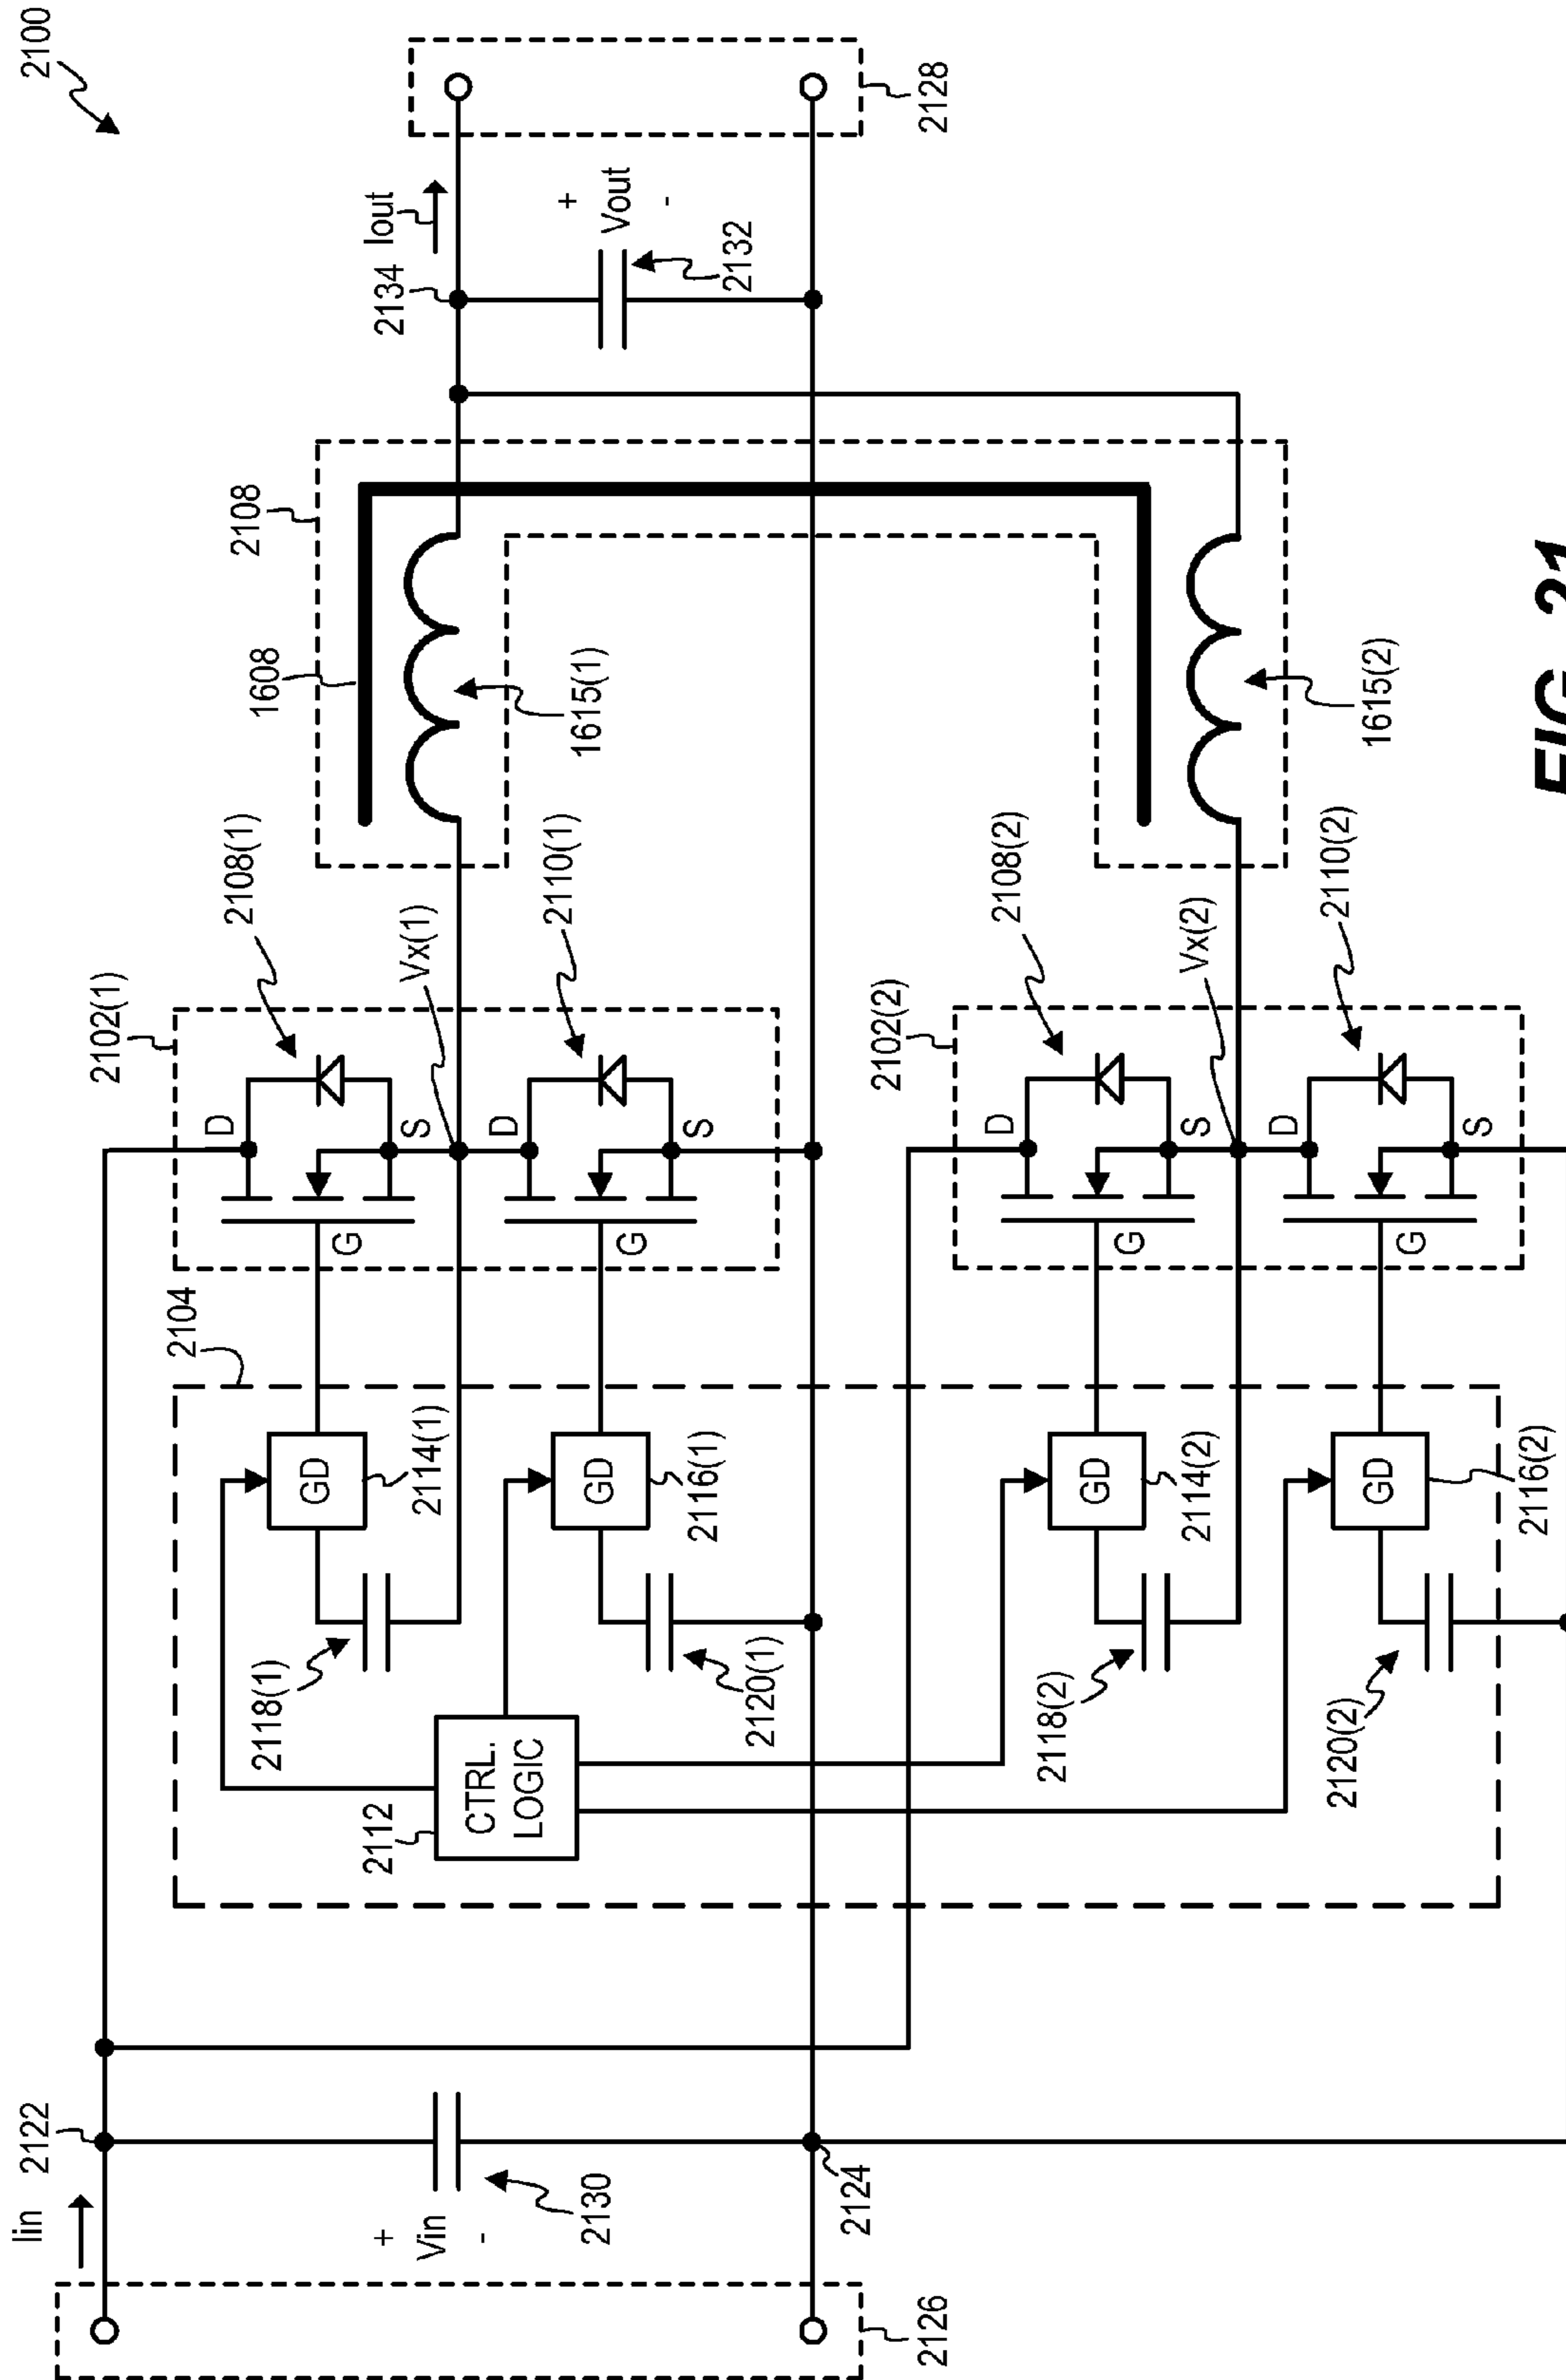 2100
Iin
2122
2104
2102(1)
2108(1)
2108
1608
2134
Iout
D
G
S
Vx(1)
GD
2114(1)
2118(1)
+
Vin
-
2130
CTRL.
LOGIC
2112
GD
2116(1)
2120(1)
D
G
S
2110(1)
1615(1)
+
Vout
-
2132
2124
2126
2128
2102(2)
2108(2)
D
G
S
Vx(2)
GD
2114(2)
2118(2)
GD
2116(2)
2120(2)
D
G
S
2110(2)
1615(2)